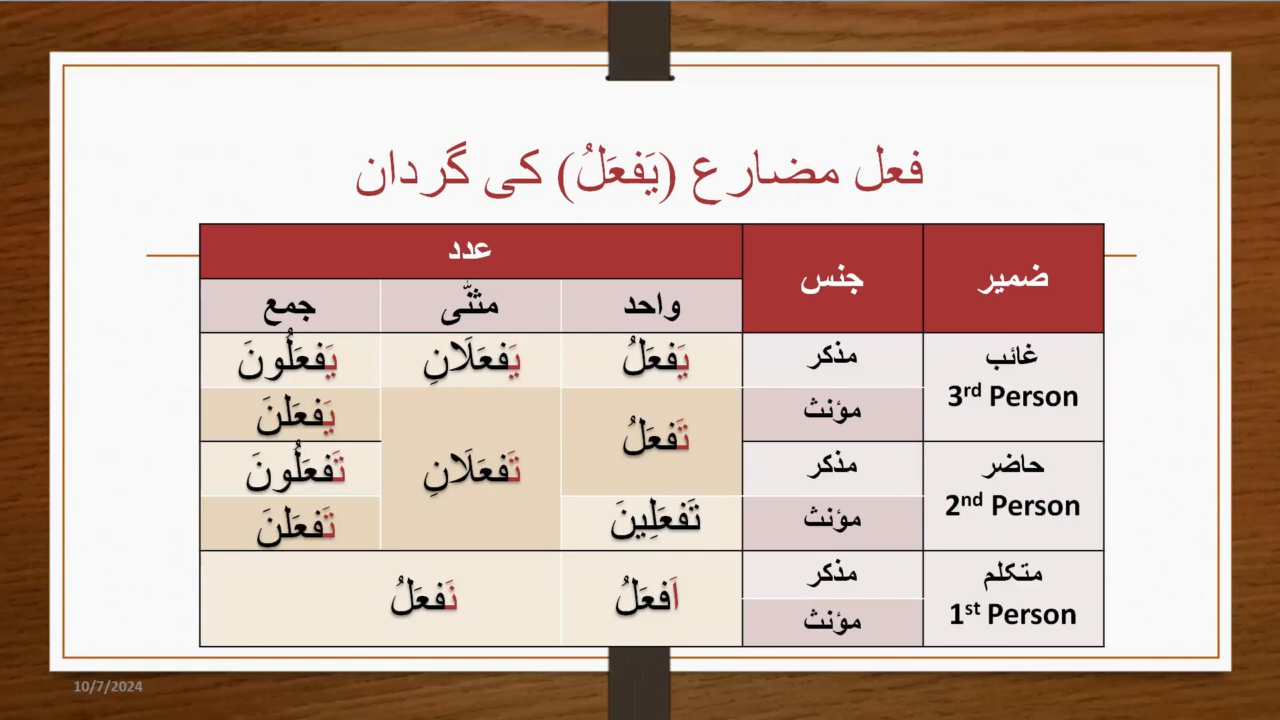 فعل مضارع (يَفعَلُ) کی گردان
ضمیر جنس عدد
واحد مثنّٰی جمع
غائب مذکر يَفعَلُ يَفعَلَانِ يَفعَلُونَ
3rd Person مؤنث تَفعَلُ تَفعَلَانِ يَفعَلنَ
حاضر مذکر تَفعَلُونَ
2nd Person مؤنث تَفعَلِينَ تَفعَلنَ
متکلم مذکر اَفعَلُ نَفعَلُ
1st Person مؤنث
10/7/2024